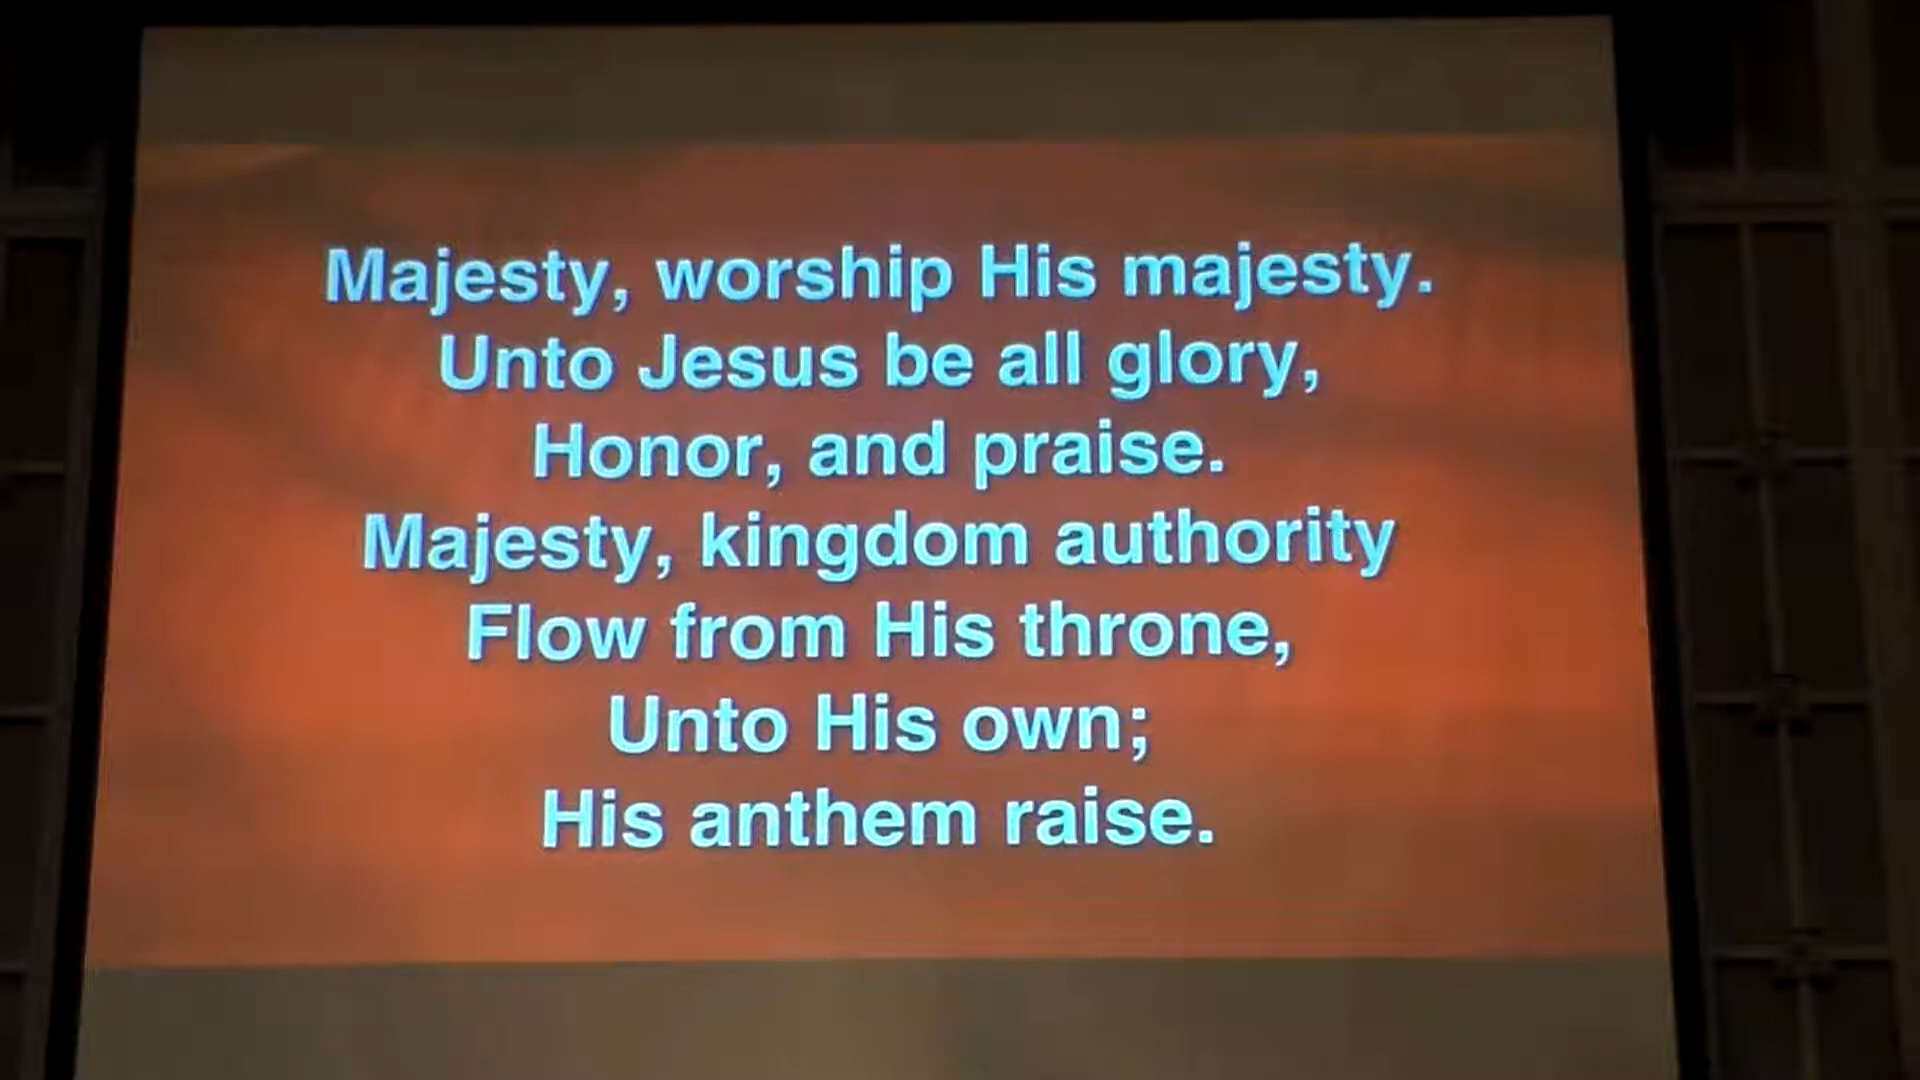 Majesty, worship His majesty.
Unto Jesus be all glory,
Honor, and praise.
Majesty, kingdom authority
Flow from His throne,
Unto His own;
His anthem raise.